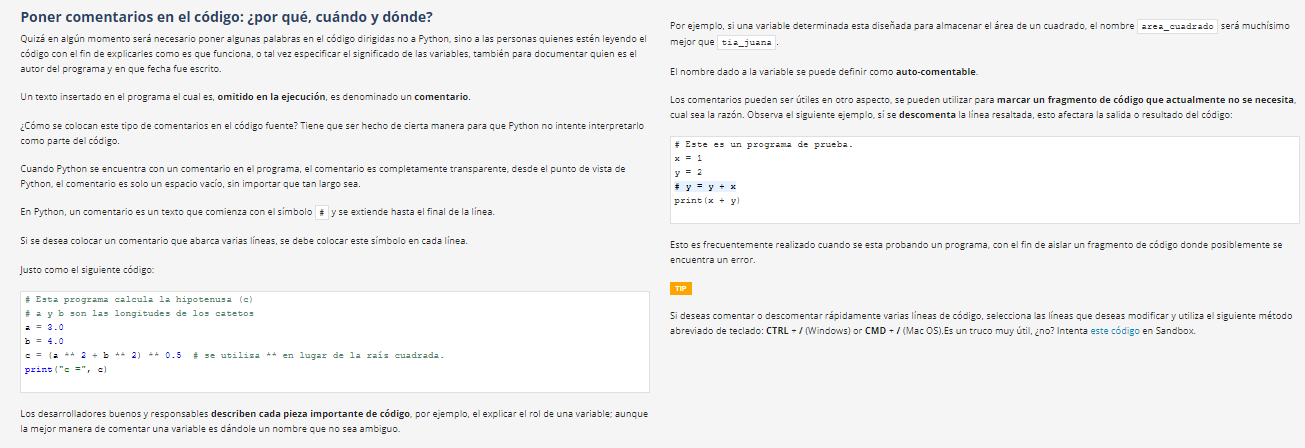 Poner comentarios en el código: ¿por qué, cuándo y dónde?
Quizá en algún momento será necesario poner algunas palabras en el código dirigidas no a Python, sino a las personas quienes estén leyendo el
código con el fin de explicarles como es que funciona, o tal vez especificar el significado de las variables, también para documentar quien es el
autor del programa y en que fecha fue escrito.
Un texto insertado en el programa el cual es, omitido en la ejecución, es denominado un comentario.
¿Cómo se colocan este tipo de comentarios en el código fuente? Tiene que ser hecho de cierta manera para que Python no intente interpretarlo
como parte del código.
Cuando Python se encuentra con un comentario en el programa, el comentario es completamente transparente, desde el punto de vista de
Python, el comentario es solo un espacio vacío, sin importar que tan largo sea.
En Python, un comentario es un texto que comienza con el símbolo # y se extiende hasta el final de la línea.
Si se desea colocar un comentario que abarca varias líneas, se debe colocar este símbolo en cada línea.
Justo como el siguiente código:
# Esta programa calcula la hipotenusa (c)
# a y b son las longitudes de los catetos
a = 3.0
b = 4.0
c = (a ** 2 + b ** 2) ** 0.5  # se utiliza ** en lugar de la raíz cuadrada.
print("c =", c)
Los desarrolladores buenos y responsables describen cada pieza importante de código, por ejemplo, el explicar el rol de una variable; aunque
la mejor manera de comentar una variable es dándole un nombre que no sea ambiguo.
Por ejemplo, si una variable determinada esta diseñada para almacenar el área de un cuadrado, el nombre area_cuadrado será muchísimo
mejor que tia_juana.
El nombre dado a la variable se puede definir como auto-comentable.
Los comentarios pueden ser útiles en otro aspecto, se pueden utilizar para marcar un fragmento de código que actualmente no se necesita,
cual sea la razón. Observa el siguiente ejemplo, sí se descomenta la línea resaltada, esto afectara la salida o resultado del código:
# Este es un programa de prueba.
x = 1
y = 2
# y = y + x
print(x + y)
Esto es frecuentemente realizado cuando se esta probando un programa, con el fin de aislar un fragmento de código donde posiblemente se
encuentra un error.
TIP
Si deseas comentar o descomentar rápidamente varias líneas de código, selecciona las líneas que deseas modificar y utiliza el siguiente método
abreviado de teclado: CTRL + / (Windows) or CMD + / (Mac OS).Es un truco muy útil, ¿no? Intenta este código en Sandbox.